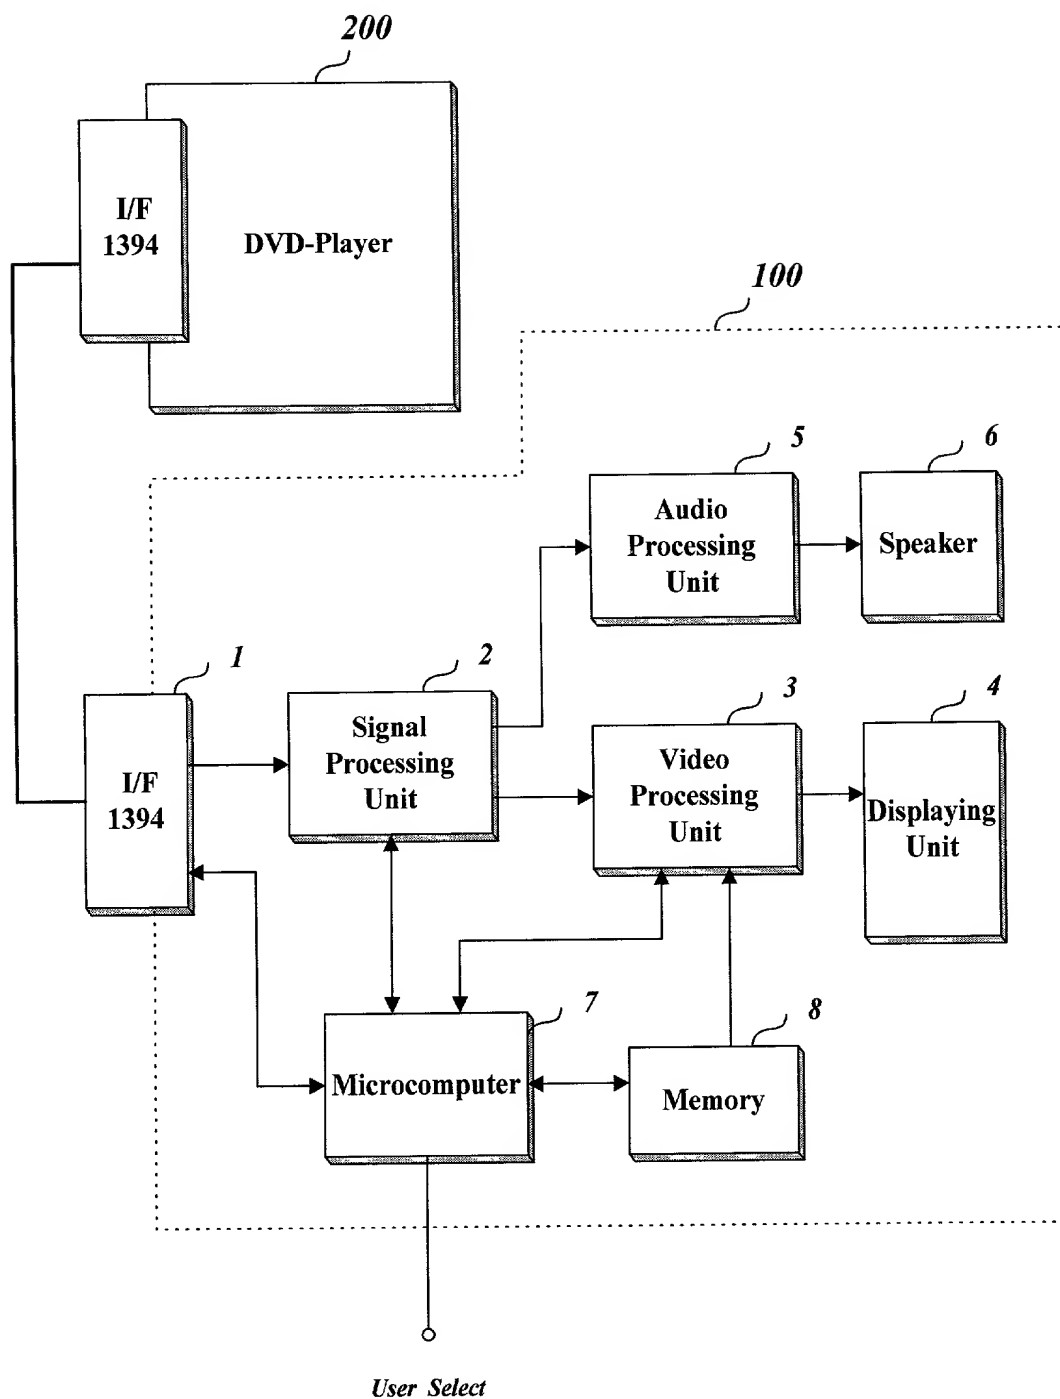 200
I/F
1394
DVD-Player
100
5
6
Audio
Processing
Unit
Speaker
1
2
3
4
I/F
1394
Signal
Processing
Unit
Video
Processing
Unit
Displaying
Unit
7
8
Microcomputer
Memory
User Select